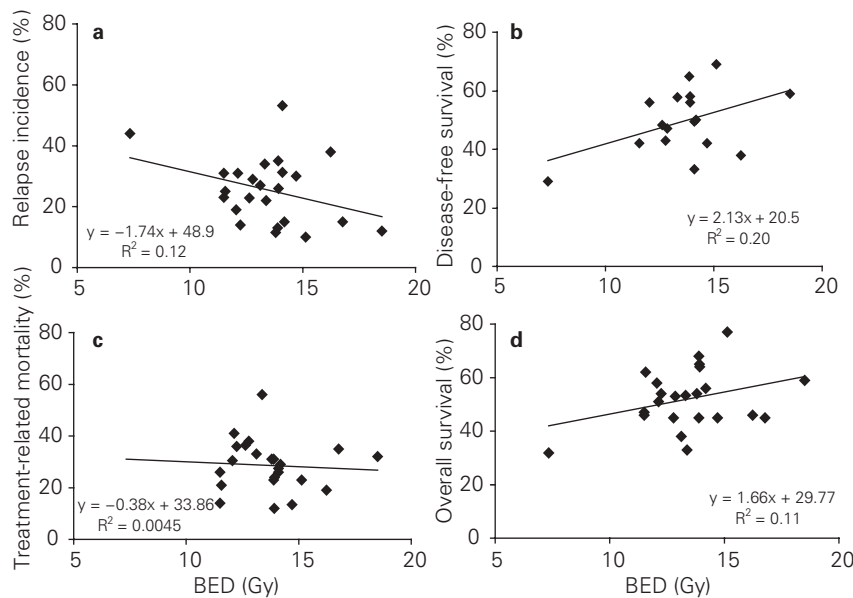 a
Relapse incidence (%)
80
60
40
20
0
5
10
15
20
y = −1.74x + 48.9
R² = 0.12
b
Disease-free survival (%)
80
60
40
20
0
5
10
15
20
y = 2.13x + 20.5
R² = 0.20
c
Treatment-related mortality (%)
80
60
40
20
0
5
10
15
20
y = −0.38x + 33.86
R² = 0.0045
BED (Gy)
d
Overall survival (%)
80
60
40
20
0
5
10
15
20
y = 1.66x + 29.77
R² = 0.11
BED (Gy)